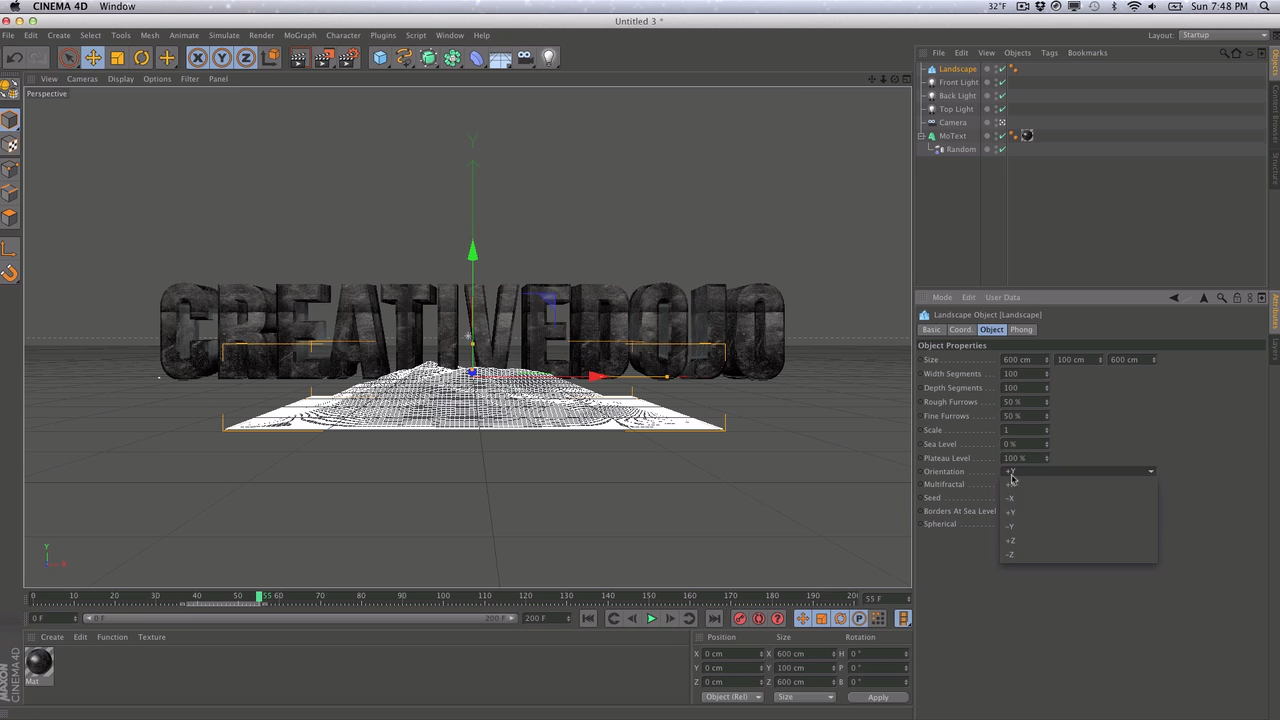 CINEMA 4D Window 32°F Sun 7:48 PM
Untitled 3 *
File Edit Create Select Tools Mesh Animate Simulate Render MoGraph Character Plugins Script Window Help Layout: Startup
X Y Z
View Cameras Display Options Filter Panel
Perspective
Y
CREATIVEDOJO
Y
X
File Edit View Objects Tags Bookmarks
Landscape
Front Light
Back Light
Top Light
Camera
MoText
Random
Objects
Content Browser
Structure
Mode Edit User Data
Attributes
Layers
Landscape Object [Landscape]
Basic Coord. Object Phong
Object Properties
Size 600 cm 100 cm 600 cm
Width Segments 100
Depth Segments 100
Rough Furrows 50 %
Fine Furrows 50 %
Scale 1
Sea Level 0 %
Plateau Level 100 %
Orientation +Y
Multifractal
Seed
Borders At Sea Level
Spherical
-X
+Y
-Y
+Z
-Z
0 10 20 30 40 50 55 60 70 80 90 100 110 120 130 140 150 160 170 180 190 200 55 F
0 F 0 F 200 F 200 F
Create Edit Function Texture
Mat
Position Size Rotation
X 0 cm X 600 cm H 0 °
Y 0 cm Y 100 cm P 0 °
Z 0 cm Z 600 cm B 0 °
Object (Rel) Size Apply
MAXON
CINEMA 4D